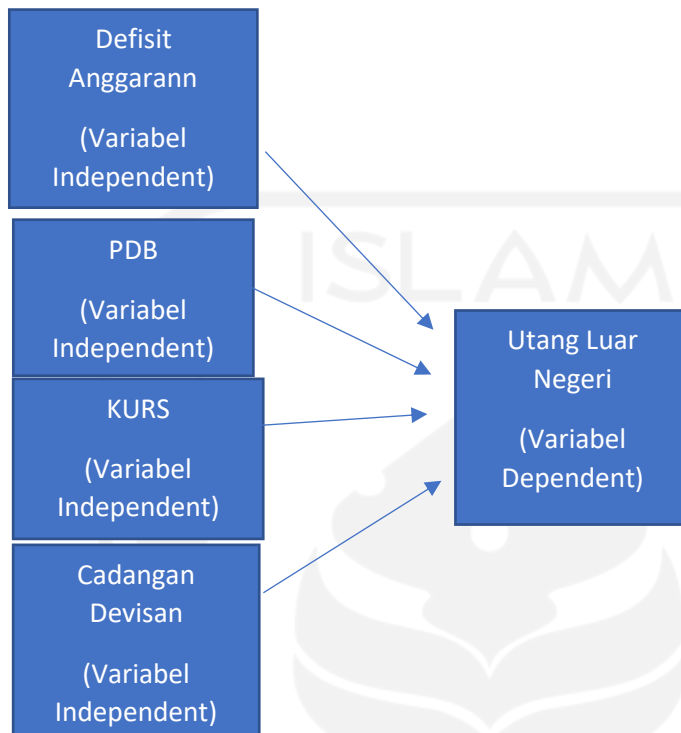 Defisit
Anggarann
(Variabel
Independent)
PDB
(Variabel
Independent)
KURS
(Variabel
Independent)
Cadangan
Devisan
(Variabel
Independent)
Utang Luar
Negeri
(Variabel
Dependent)
ISLAM